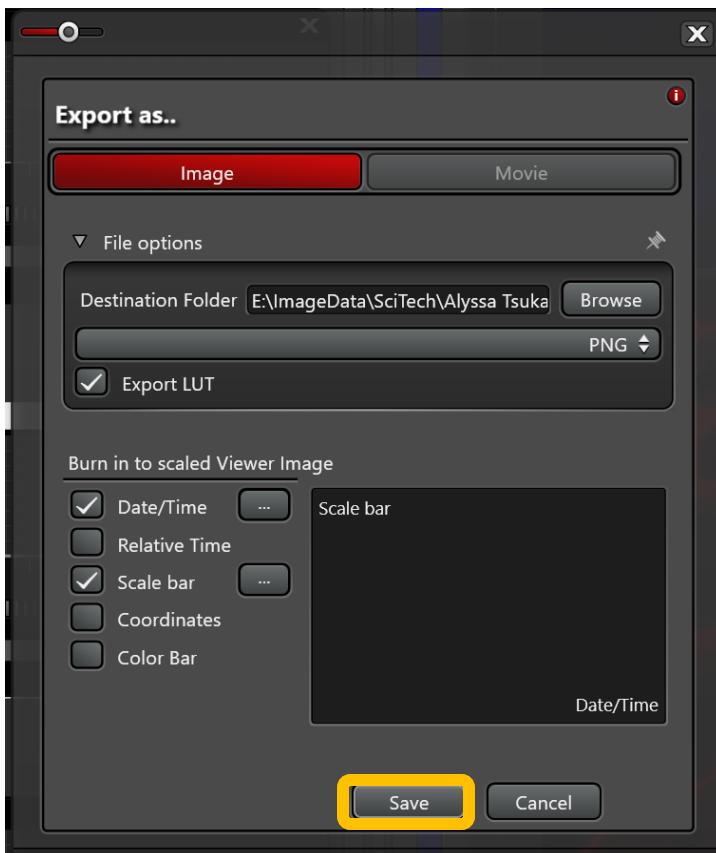 Export as..
Image
Movie
File options
Destination Folder
E:\ImageData\SciTech\Alyssa Tsuka
Browse
PNG
Export LUT
Burn in to scaled Viewer Image
Date/Time
...
Relative Time
Scale bar
...
Coordinates
Color Bar
Scale bar
Date/Time
Save
Cancel